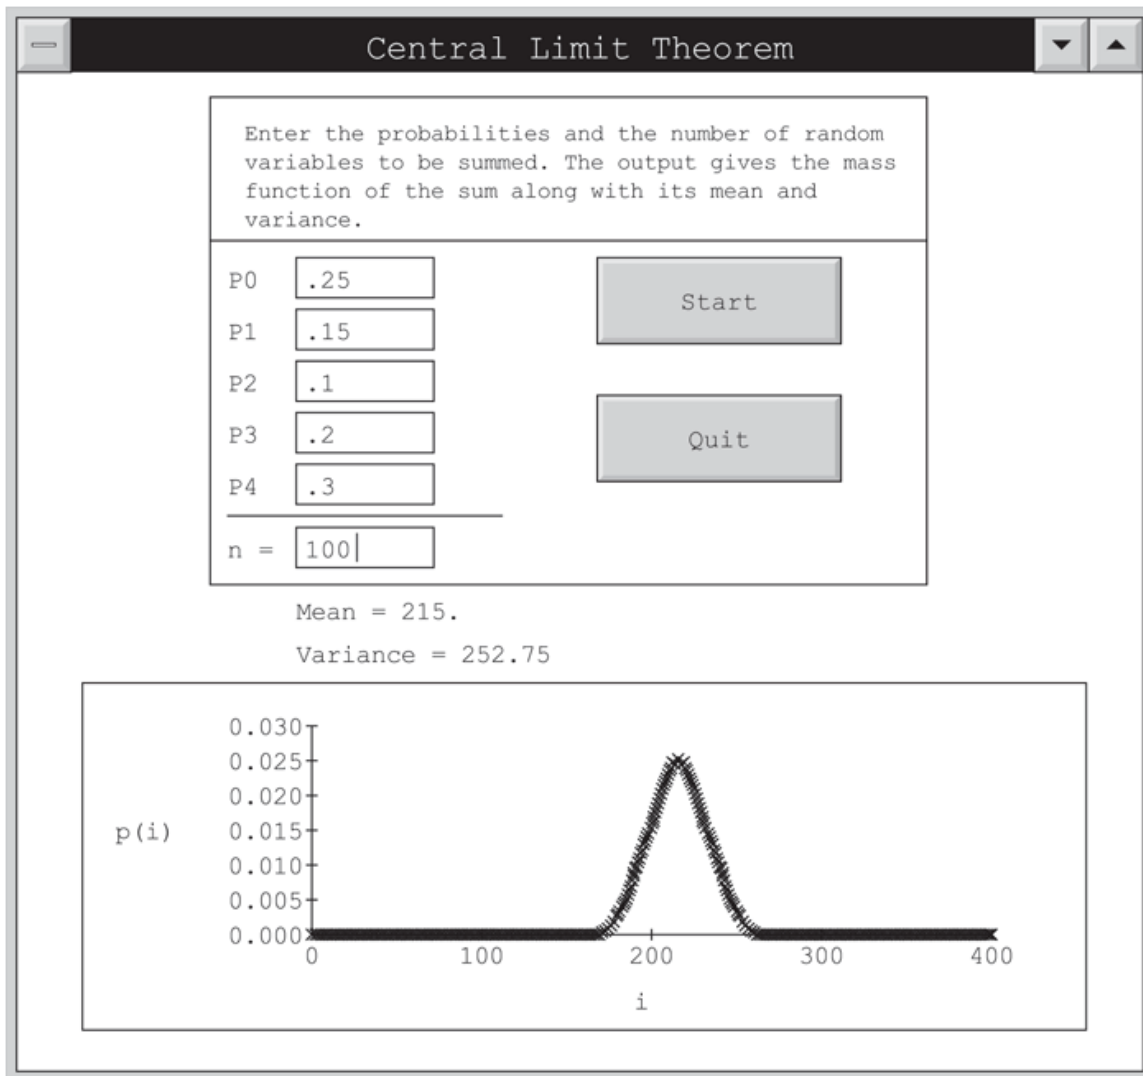 Central Limit Theorem
Enter the probabilities and the number of random
variables to be summed. The output gives the mass
function of the sum along with its mean and
variance.
P0 .25
Start
P1 .15
P2 .1
P3 .2
Quit
P4 .3
n = 100
Mean = 215.
Variance = 252.75
0.030
0.025
0.020
p(i) 0.015
0.010
0.005
0.000
0 100 200 300 400
i